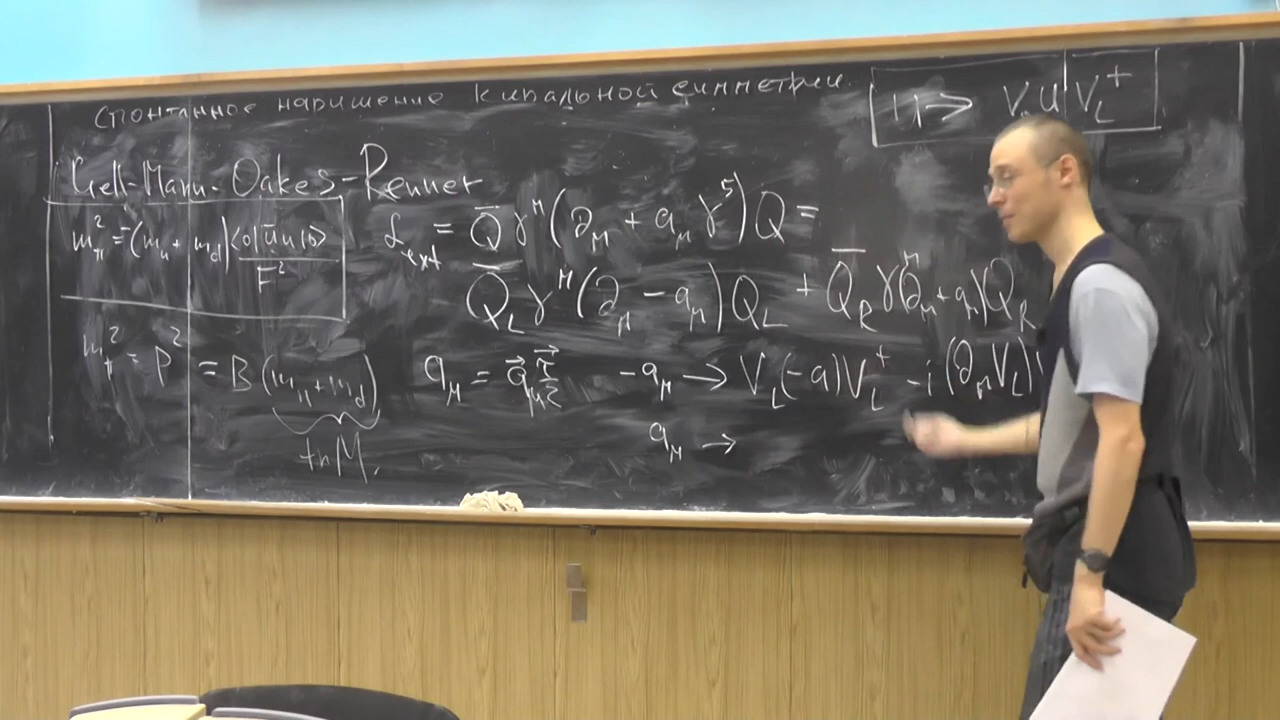 спонтанное нарушение киральной симметрии.
U → V U V_L^+
Gell-Mann-Oakes-Renner
m_π^2 = -(m_u + m_d) <0|ūu|0> / F^2
m_π^2 = P^2 = B (m_u + m_d)
tr M.
ℒ_ext = Q̄ γ^μ (∂_μ + a_μ γ^5) Q =
Q̄_L γ^μ (∂_μ - a_μ) Q_L + Q̄_R γ^μ (∂_μ + a_μ) Q_R
a_μ = a⃗_μ τ⃗/2
-a_μ → V_L (-a) V_L^+ - i (∂_μ V_L)
a_μ →